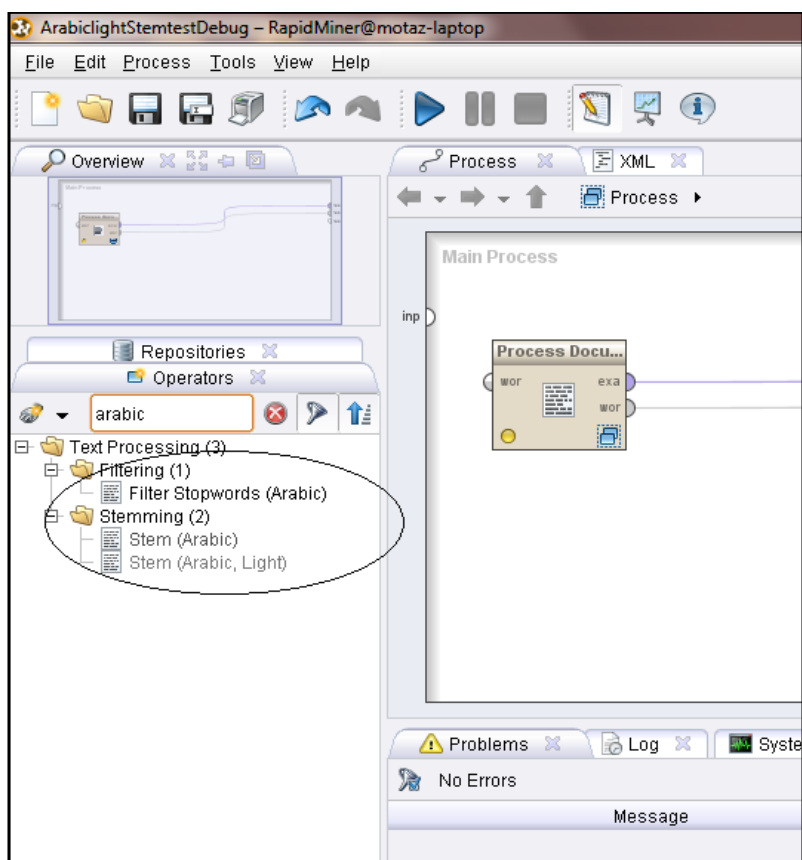 ArabiclightStemtestDebug – RapidMiner@motaz-laptop
File Edit Process Tools View Help
Overview
Process
XML
Process
Main Process
inp
Process Docu...
wor
exa
wor
Repositories
Operators
arabic
Text Processing (3)
Filtering (1)
Filter Stopwords (Arabic)
Stemming (2)
Stem (Arabic)
Stem (Arabic, Light)
Problems
Log
Syste
No Errors
Message